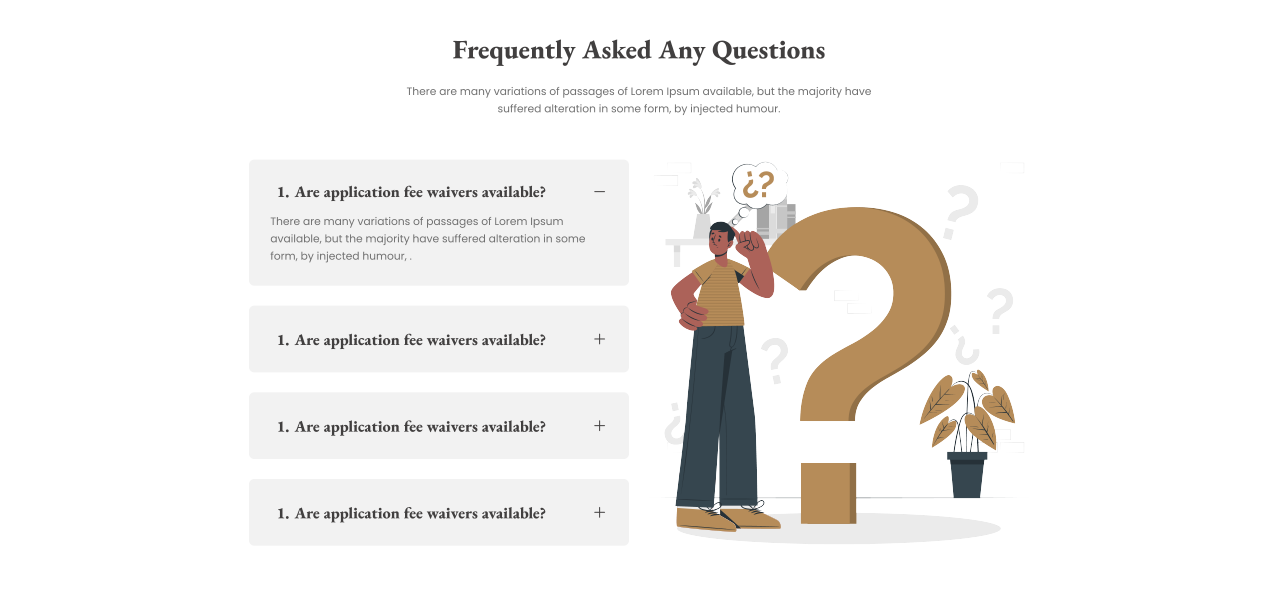 Frequently Asked Any Questions
There are many variations of passages of Lorem Ipsum available, but the majority have
suffered alteration in some form, by injected humour.
1. Are application fee waivers available?
There are many variations of passages of Lorem Ipsum
available, but the majority have suffered alteration in some
form, by injected humour, .
1. Are application fee waivers available?
1. Are application fee waivers available?
1. Are application fee waivers available?
¿?
?
?
?
¿
?
¿